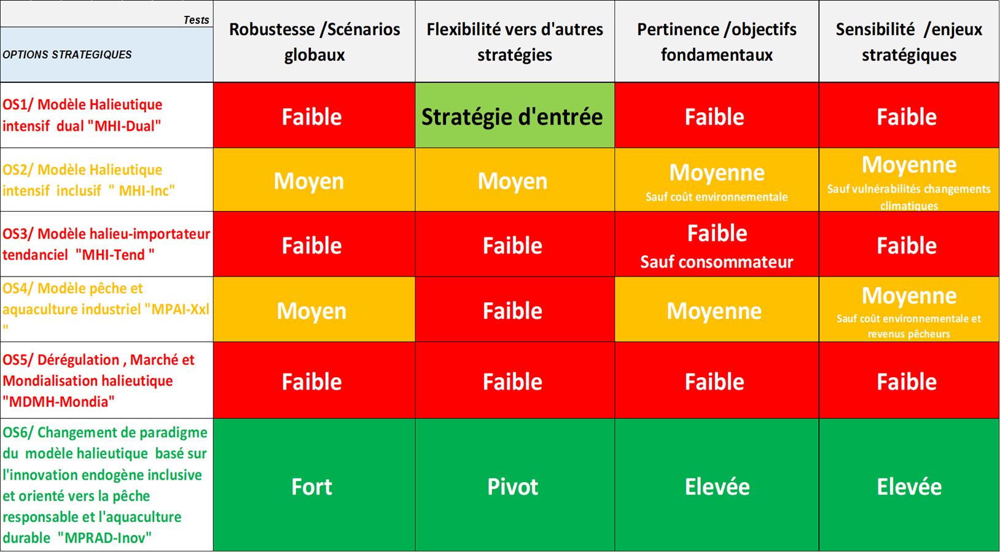 Tests
OPTIONS STRATEGIQUES
Robustesse /Scénarios
globaux
Flexibilité vers d'autres
stratégies
Pertinence /objectifs
fondamentaux
Sensibilité /enjeux
stratégiques
OS1/ Modèle Halieutique
intensif dual "MHI-Dual"
Faible
Stratégie d'entrée
Faible
Faible
OS2/ Modèle Halieutique
intensif inclusif " MHI-Inc"
Moyen
Moyen
Moyenne
Sauf coût environnementale
Moyenne
Sauf vulnérabilités changements
climatiques
OS3/ Modèle halieu-importateur
tendanciel "MHI-Tend "
Faible
Faible
Faible
Sauf consommateur
Faible
OS4/ Modèle pêche et
aquaculture industriel "MPAI-Xxl
"
Moyen
Faible
Moyenne
Moyenne
Sauf coût environnementale et
revenus pêcheurs
OS5/ Dérégulation , Marché et
Mondialisation halieutique
"MDMH-Mondia"
Faible
Faible
Faible
Faible
OS6/ Changement de paradigme
du modèle halieutique basé sur
l'innovation endogène inclusive
et orienté vers la pêche
responsable et l'aquaculture
durable "MPRAD-Inov"
Fort
Pivot
Elevée
Elevée